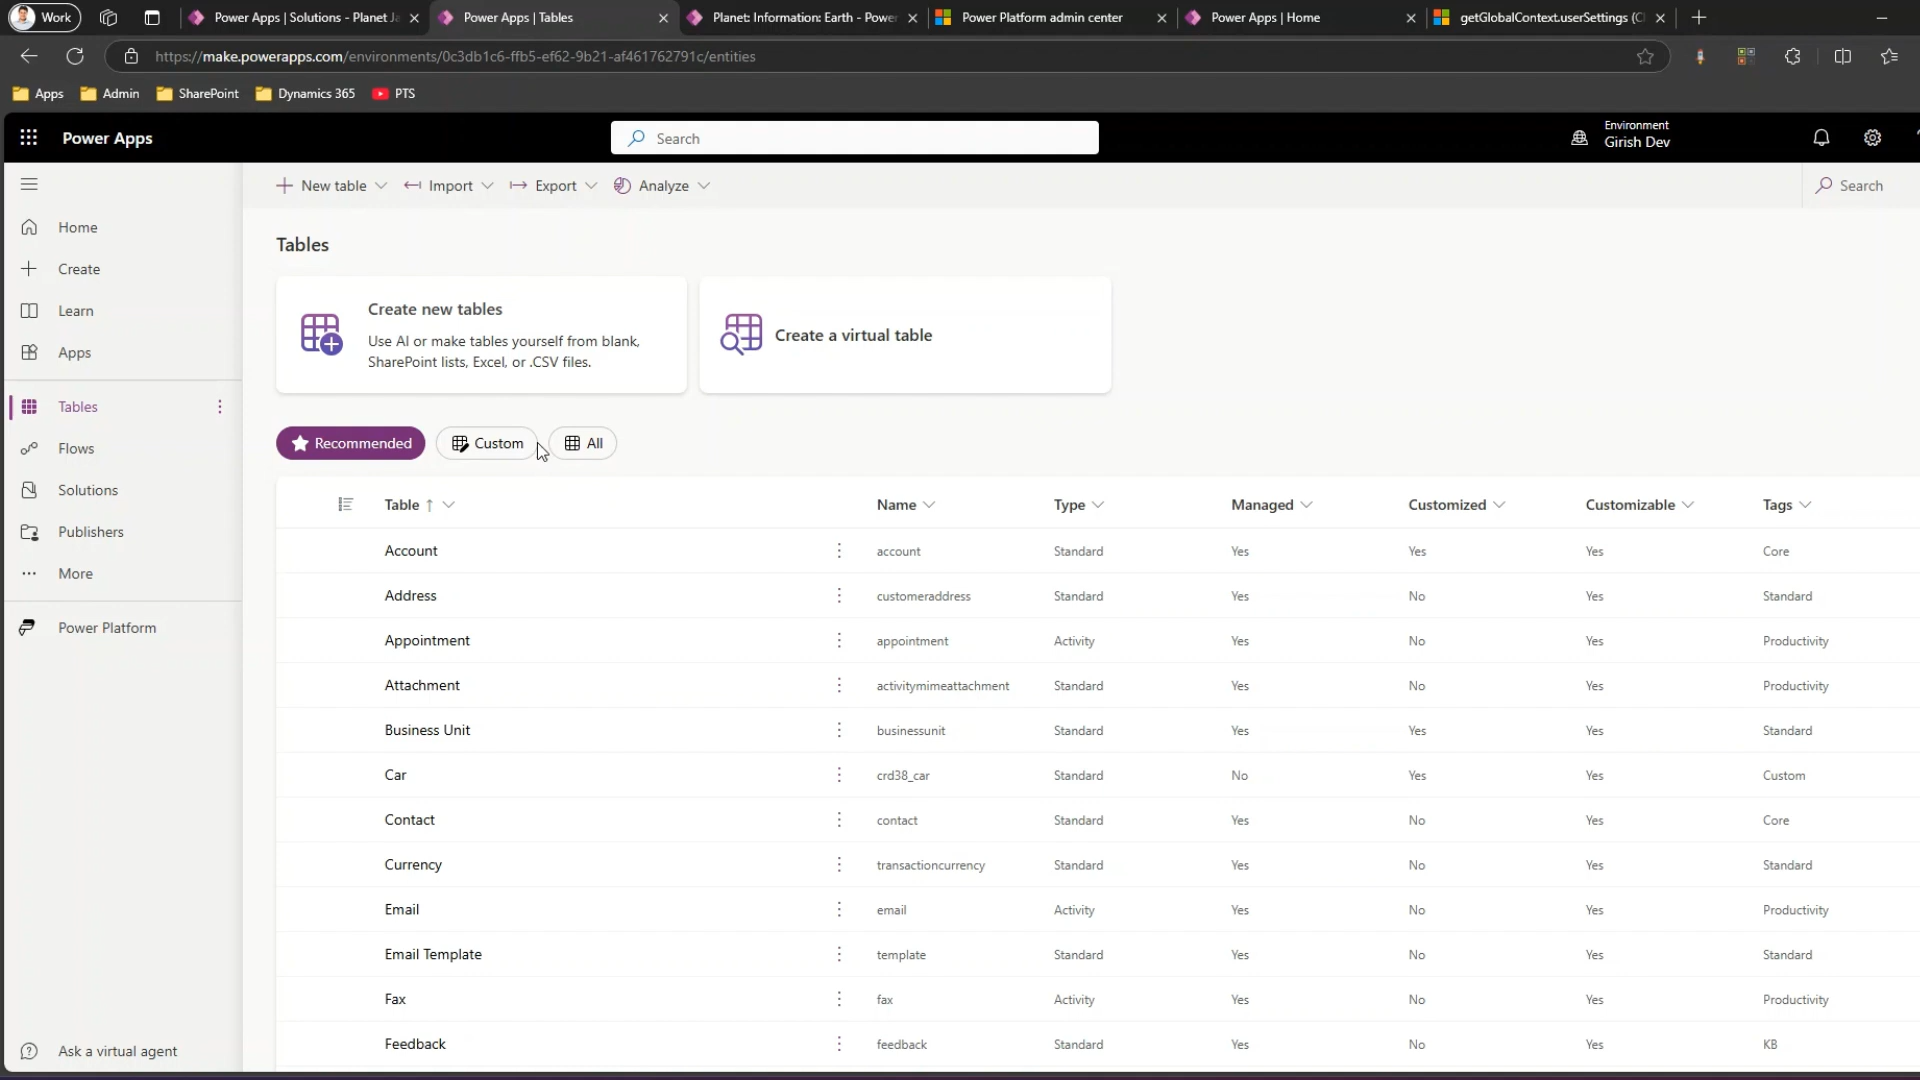 Work
Power Apps | Solutions - Planet Ja
Power Apps | Tables
Planet: Information: Earth - Power
Power Platform admin center
Power Apps | Home
getGlobalContext.userSettings (Cl
https://make.powerapps.com/environments/0c3db1c6-ffb5-ef62-9b21-af461762791c/entities
Apps
Admin
SharePoint
Dynamics 365
PTS
Power Apps
Search
Environment
Girish Dev
New table
Import
Export
Analyze
Search
Home
Create
Learn
Apps
Tables
Flows
Solutions
Publishers
More
Power Platform
Ask a virtual agent
Tables
Create new tables
Use AI or make tables yourself from blank,
SharePoint lists, Excel, or .CSV files.
Create a virtual table
Recommended
Custom
All
Table ↑ Name Type Managed Customized Customizable Tags
Account account Standard Yes Yes Yes Core
Address customeraddress Standard Yes No Yes Standard
Appointment appointment Activity Yes No Yes Productivity
Attachment activitymimeattachment Standard Yes No Yes Productivity
Business Unit businessunit Standard Yes Yes Yes Standard
Car crd38_car Standard No Yes Yes Custom
Contact contact Standard Yes No Yes Core
Currency transactioncurrency Standard Yes No Yes Standard
Email email Activity Yes No Yes Productivity
Email Template template Standard Yes No Yes Standard
Fax fax Activity Yes No Yes Productivity
Feedback feedback Standard Yes No Yes KB